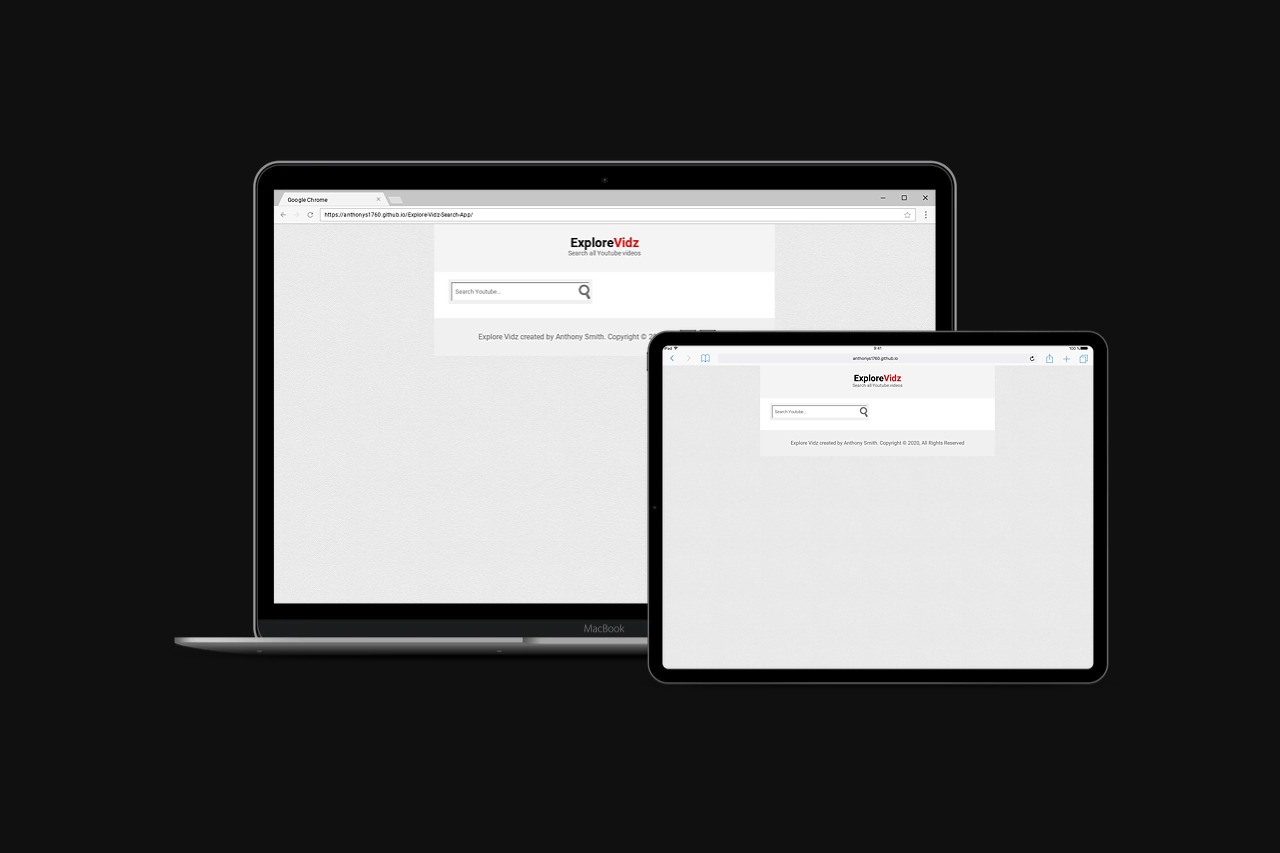 Google Chrome
https://anthonys1760.github.io/Explore-Vidz-Search-App/
ExploreVidz
Search all Youtube videos
Search Youtube...
Explore Vidz created by Anthony Smith. Copyright © 20
MacBook
iPad 9:41 100%
anthonys1760.github.io
ExploreVidz
Search all Youtube videos
Search Youtube...
Explore Vidz created by Anthony Smith. Copyright © 2020, All Rights Reserved